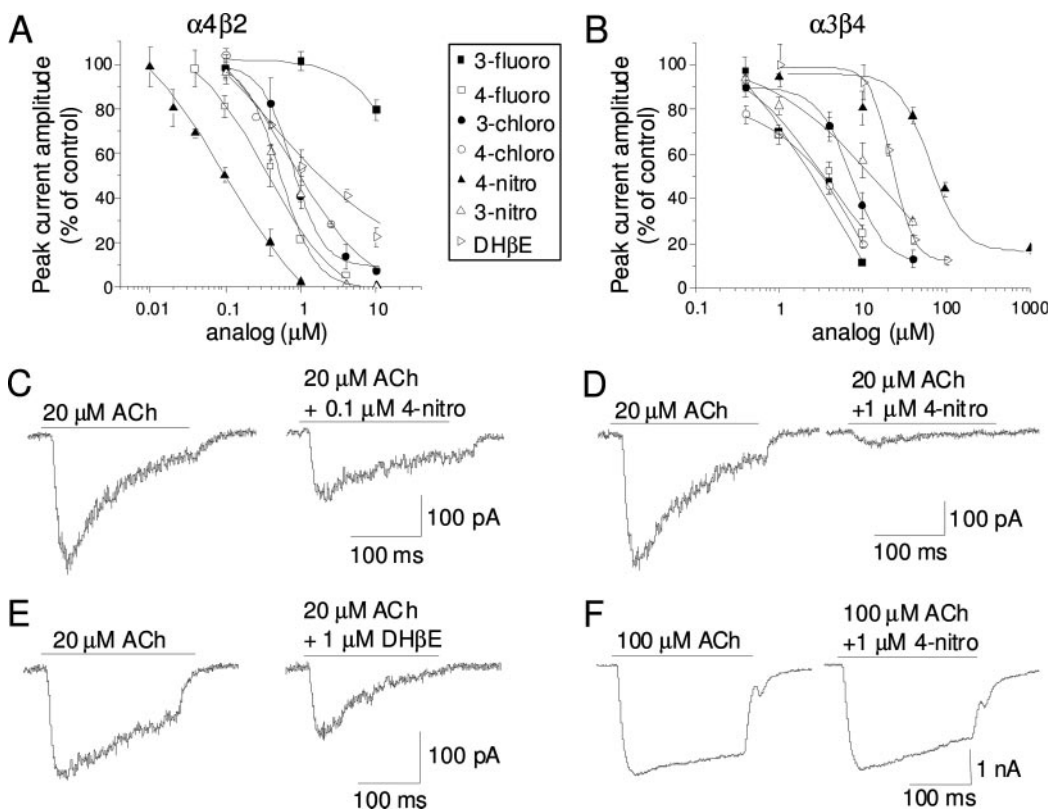 A
α4β2
Peak current amplitude
(% of control)
100
80
60
40
20
0
0.01
0.1
1
10
analog (μM)
3-fluoro
4-fluoro
3-chloro
4-chloro
4-nitro
3-nitro
DHβE
B
α3β4
Peak current amplitude
(% of control)
100
80
60
40
20
0
0.1
1
10
100
1000
analog (μM)
C
20 μM ACh
20 μM ACh
+ 0.1 μM 4-nitro
100 pA
100 ms
D
20 μM ACh
20 μM ACh
+1 μM 4-nitro
100 pA
100 ms
E
20 μM ACh
20 μM ACh
+ 1 μM DHβE
100 pA
100 ms
F
100 μM ACh
100 μM ACh
+1 μM 4-nitro
1 nA
100 ms